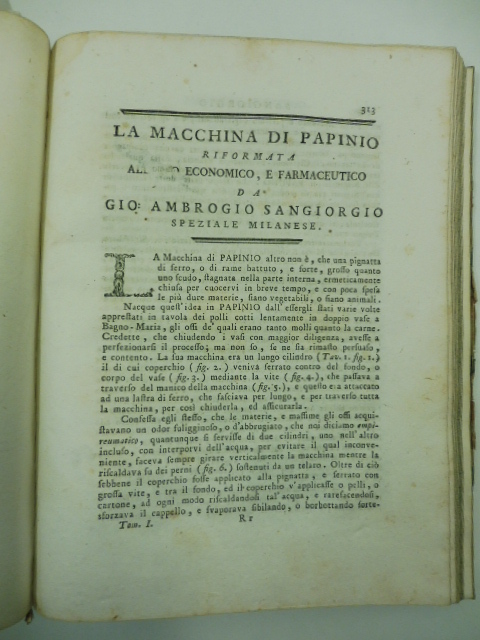 313
LA MACCHINA DI PAPINIO
RIFORMATA
ECONOMICO, E FARMACEUTICO
DA
GIO: AMBROGIO SANGIORGIO
SPEZIALE MILANESE.
LA Macchina di PAPINIO altro non è, che una pignatta
di ferro, o di rame battuto, e forte, grosso quanto
uno scudo, stagnata nella parte interna, ermeticamente
chiusa per cuocervi in breve tempo, e con poca spesa
le più dure materie, siano vegetabili, o siano animali.
Nacque quest'idea in PAPINIO dall'essergli stati varie volte
appressati in tavola dei polli cotti lentamente in doppio vase a
Bagno-Maria, gli ossi de' quali erano tanto molli quanto la carne.
Credette, che chiudendo i vasi con maggior diligenza, avesse a
perfezionarsi il processo; ma non so, se ne sia rimasto persuaso,
e contento. La sua macchina era un lungo cilindro (Tav. 1. fig. 1.)
il di cui coperchio (fig. 2.) veniva serrato contro del fondo, o
corpo del vase (fig. 3.) mediante la vite (fig. 4.), che passava a
traverso del manico della macchina (fig. 5.), e questo era attaccato
ad una lastra di ferro, che fasciava per lungo, e per traverso tutta
la macchina, per così chiuderla, ed assicurarla.
Confessa egli stesso, che le materie, e massime gli ossi acqui-
stavano un odor fuligginoso, o d'abbrugiato, che noi diciamo empi-
reumatico, quantunque si servisse di due cilindri, uno nell'altro
incluso, con interporvi dell'acqua, per evitare il qual inconve-
niente, faceva sempre girare verticalmente la macchina mentre la
riscaldava su dei perni (fig. 6.) sostenuti da un telaro. Oltre di ciò
sebbene il coperchio fosse applicato alla pignatta, e serrato con
grossa vite, e tra il fondo, ed il coperchio v'applicasse o pelli, o
cartone, ad ogni modo riscaldandosi tal'acqua, e rarefacendosi,
sforzava il cappello, e svaporava sibilando, o borbottando sotte-
Tom. I. R r